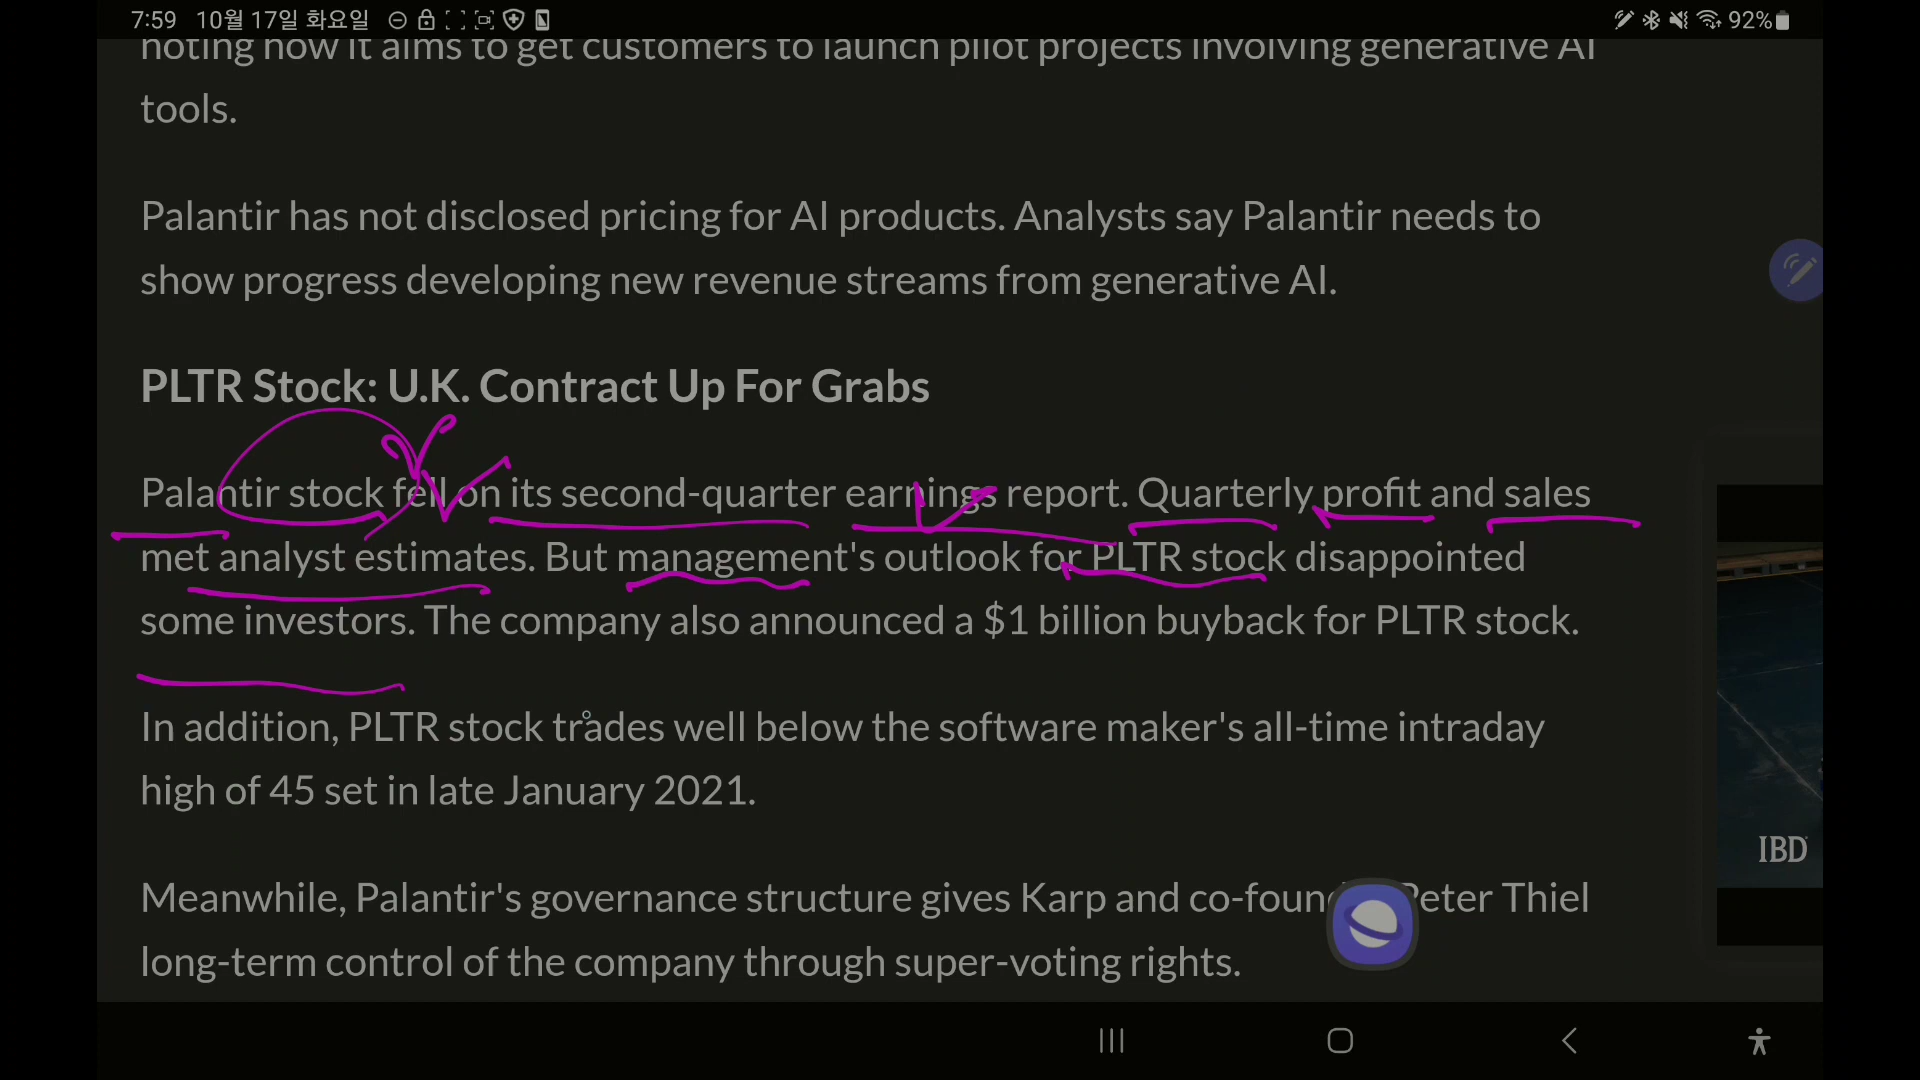 7:59 10월 17일 화요일
92%
noting how it aims to get customers to launch pilot projects involving generative AI
tools.
Palantir has not disclosed pricing for AI products. Analysts say Palantir needs to
show progress developing new revenue streams from generative AI.
PLTR Stock: U.K. Contract Up For Grabs
Palantir stock fell on its second-quarter earnings report. Quarterly profit and sales
met analyst estimates. But management's outlook for PLTR stock disappointed
some investors. The company also announced a $1 billion buyback for PLTR stock.
In addition, PLTR stock trades well below the software maker's all-time intraday
high of 45 set in late January 2021.
IBD
Meanwhile, Palantir's governance structure gives Karp and co-founder Peter Thiel
long-term control of the company through super-voting rights.